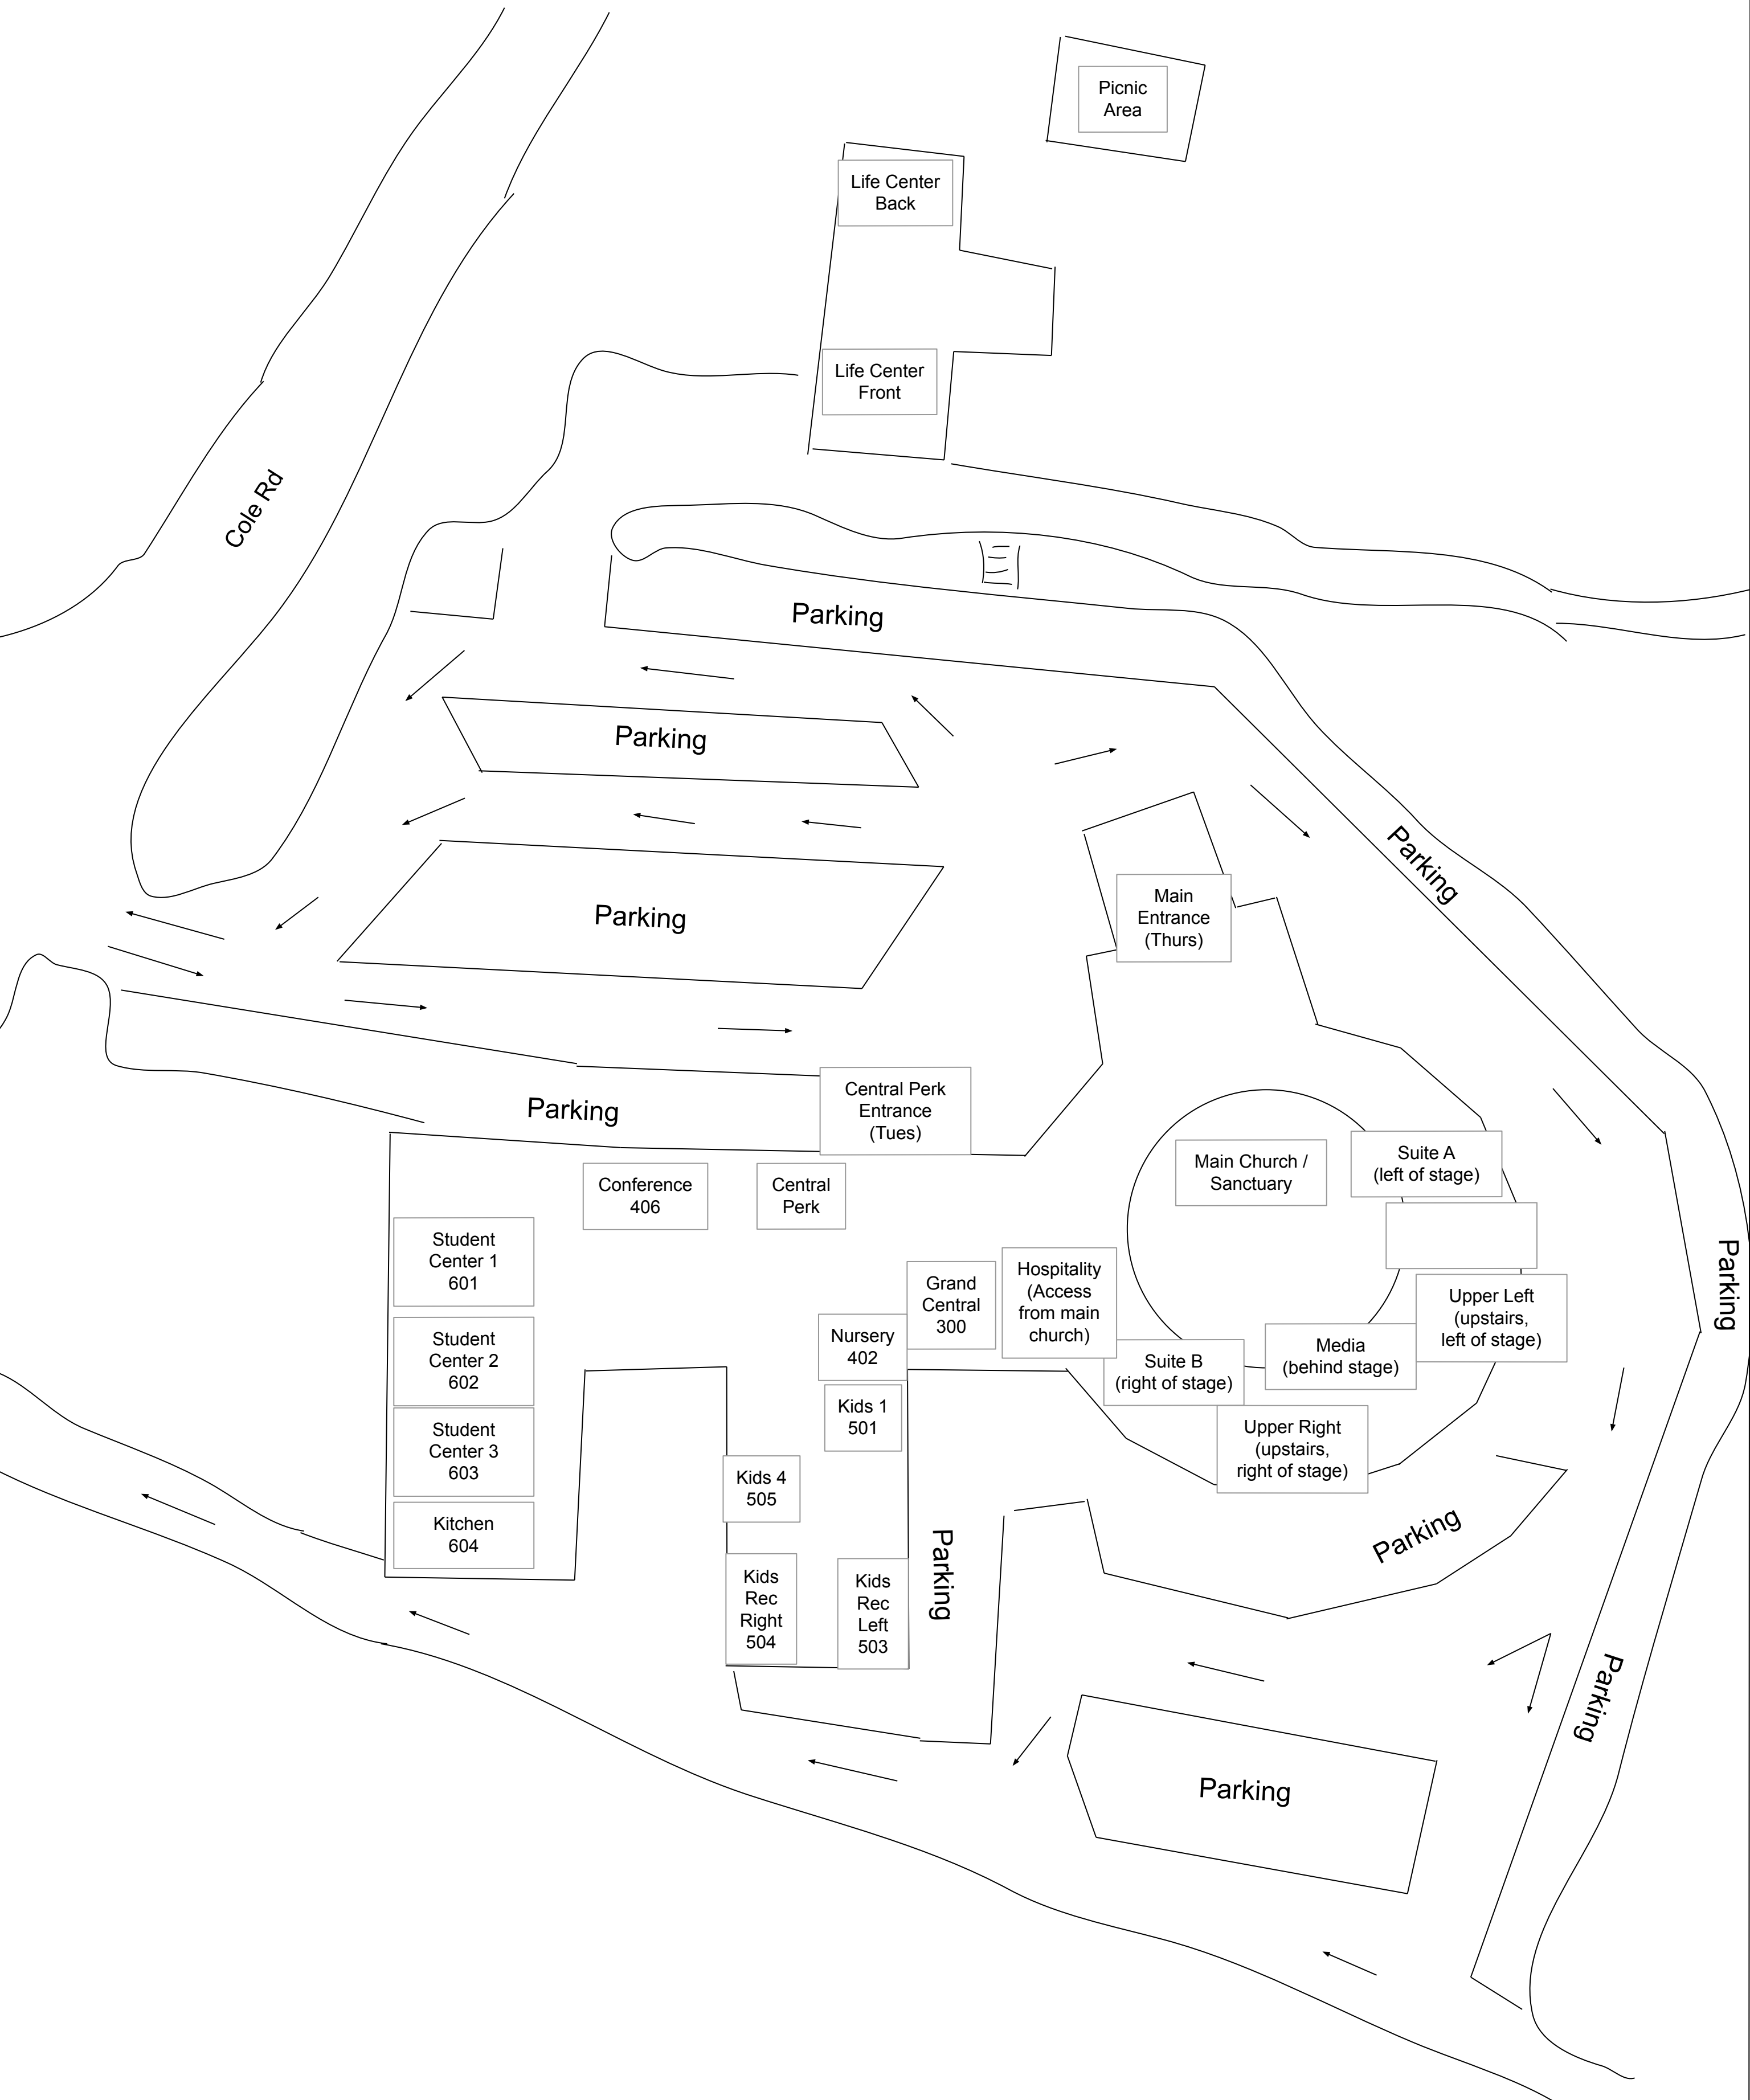 Picnic
Area
Life Center
Back
Life Center
Front
Cole Rd
Parking
Parking
Parking
Parking
Main
Entrance
(Thurs)
Central Perk
Entrance
(Tues)
Parking
Main Church /
Sanctuary
Suite A
(left of stage)
Conference
406
Central
Perk
Student
Center 1
601
Grand
Central
300
Hospitality
(Access
from main
church)
Upper Left
(upstairs,
left of stage)
Parking
Student
Center 2
602
Nursery
402
Suite B
(right of stage)
Media
(behind stage)
Kids 1
501
Student
Center 3
603
Upper Right
(upstairs,
right of stage)
Kids 4
505
Kitchen
604
Parking
Parking
Kids
Rec
Right
504
Kids
Rec
Left
503
Parking
Parking